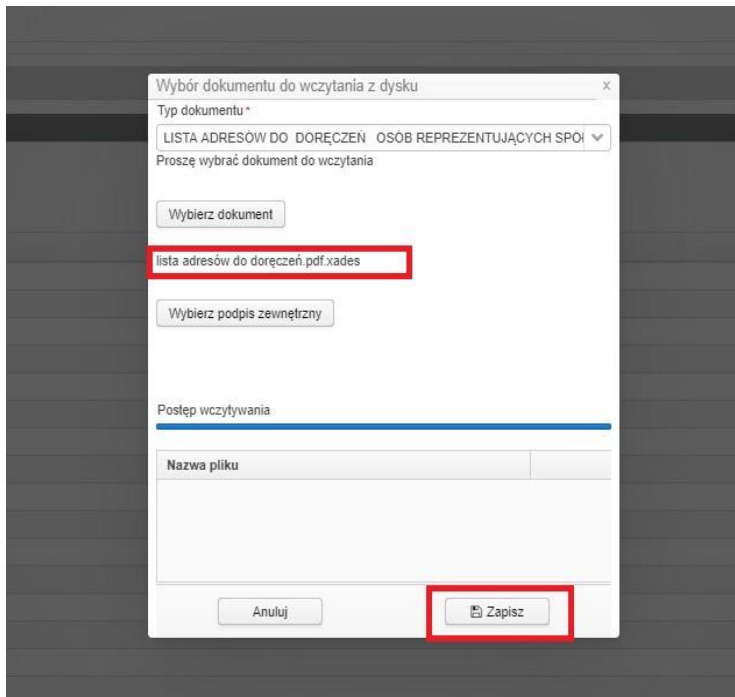 Wybór dokumentu do wczytania z dysku x
Typ dokumentu *
LISTA ADRESÓW DO DORĘCZEŃ OSÓB REPREZENTUJĄCYCH
Proszę wybrać dokument do wczytania
Wybierz dokument
lista adresów do doręczeń.pdf.xades
Wybierz podpis zewnętrzny
Postęp wczytywania
Nazwa pliku
Anuluj Zapisz